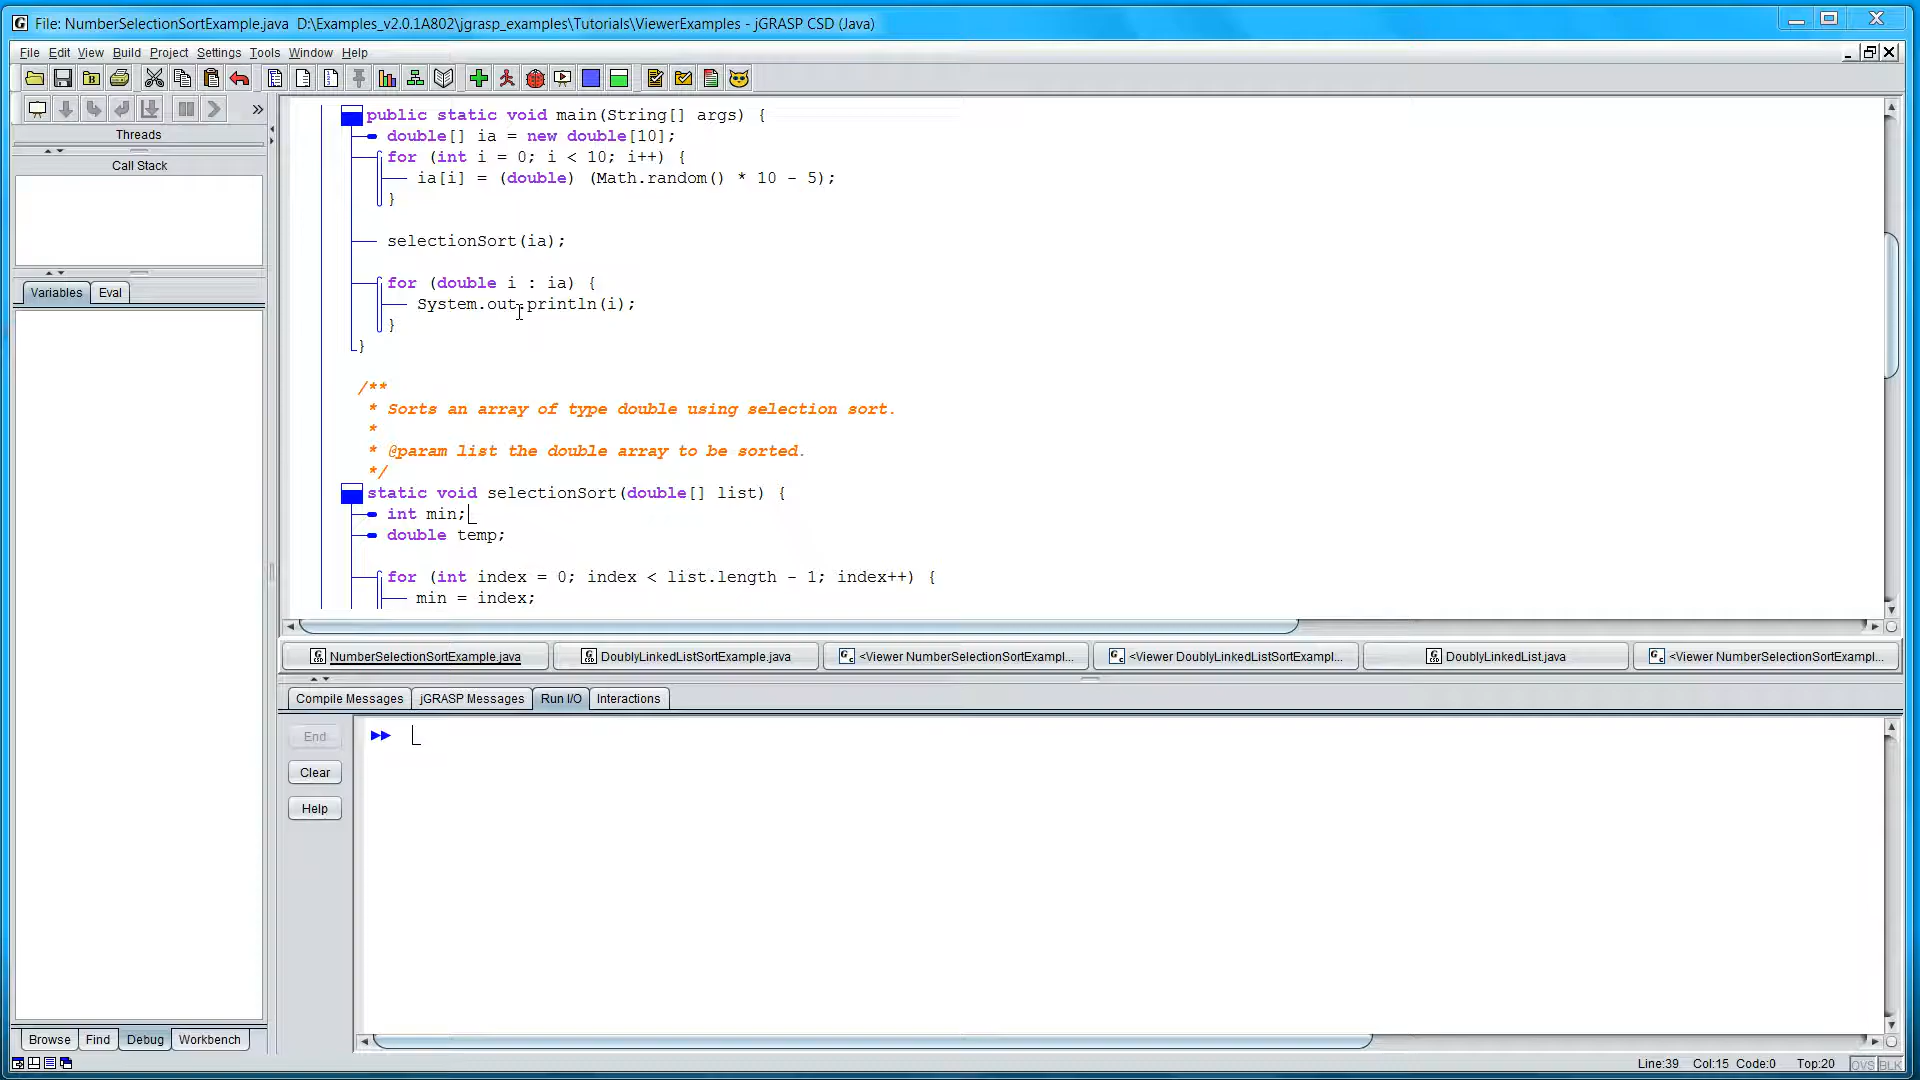 File: NumberSelectionSortExample.java  D:\Examples_v2.0.1A802\jgrasp_examples\Tutorials\ViewerExamples - jGRASP CSD (Java)
File Edit View Build Project Settings Tools Window Help
Threads
Call Stack
Variables Eval
public static void main(String[] args) {
double[] ia = new double[10];
for (int i = 0; i < 10; i++) {
ia[i] = (double) (Math.random() * 10 - 5);
}
selectionSort(ia);
for (double i : ia) {
System.out.println(i);
}
}
/**
* Sorts an array of type double using selection sort.
*
* @param list the double array to be sorted.
*/
static void selectionSort(double[] list) {
int min;
double temp;
for (int index = 0; index < list.length - 1; index++) {
min = index;
NumberSelectionSortExample.java DoublyLinkedListSortExample.java <Viewer NumberSelectionSortExampl... <Viewer DoublyLinkedListSortExampl... DoublyLinkedList.java <Viewer NumberSelectionSortExampl...
Compile Messages jGRASP Messages Run I/O Interactions
End
Clear
Help
Browse Find Debug Workbench
Line:39 Col:15 Code:0 Top:20 OVS BLK